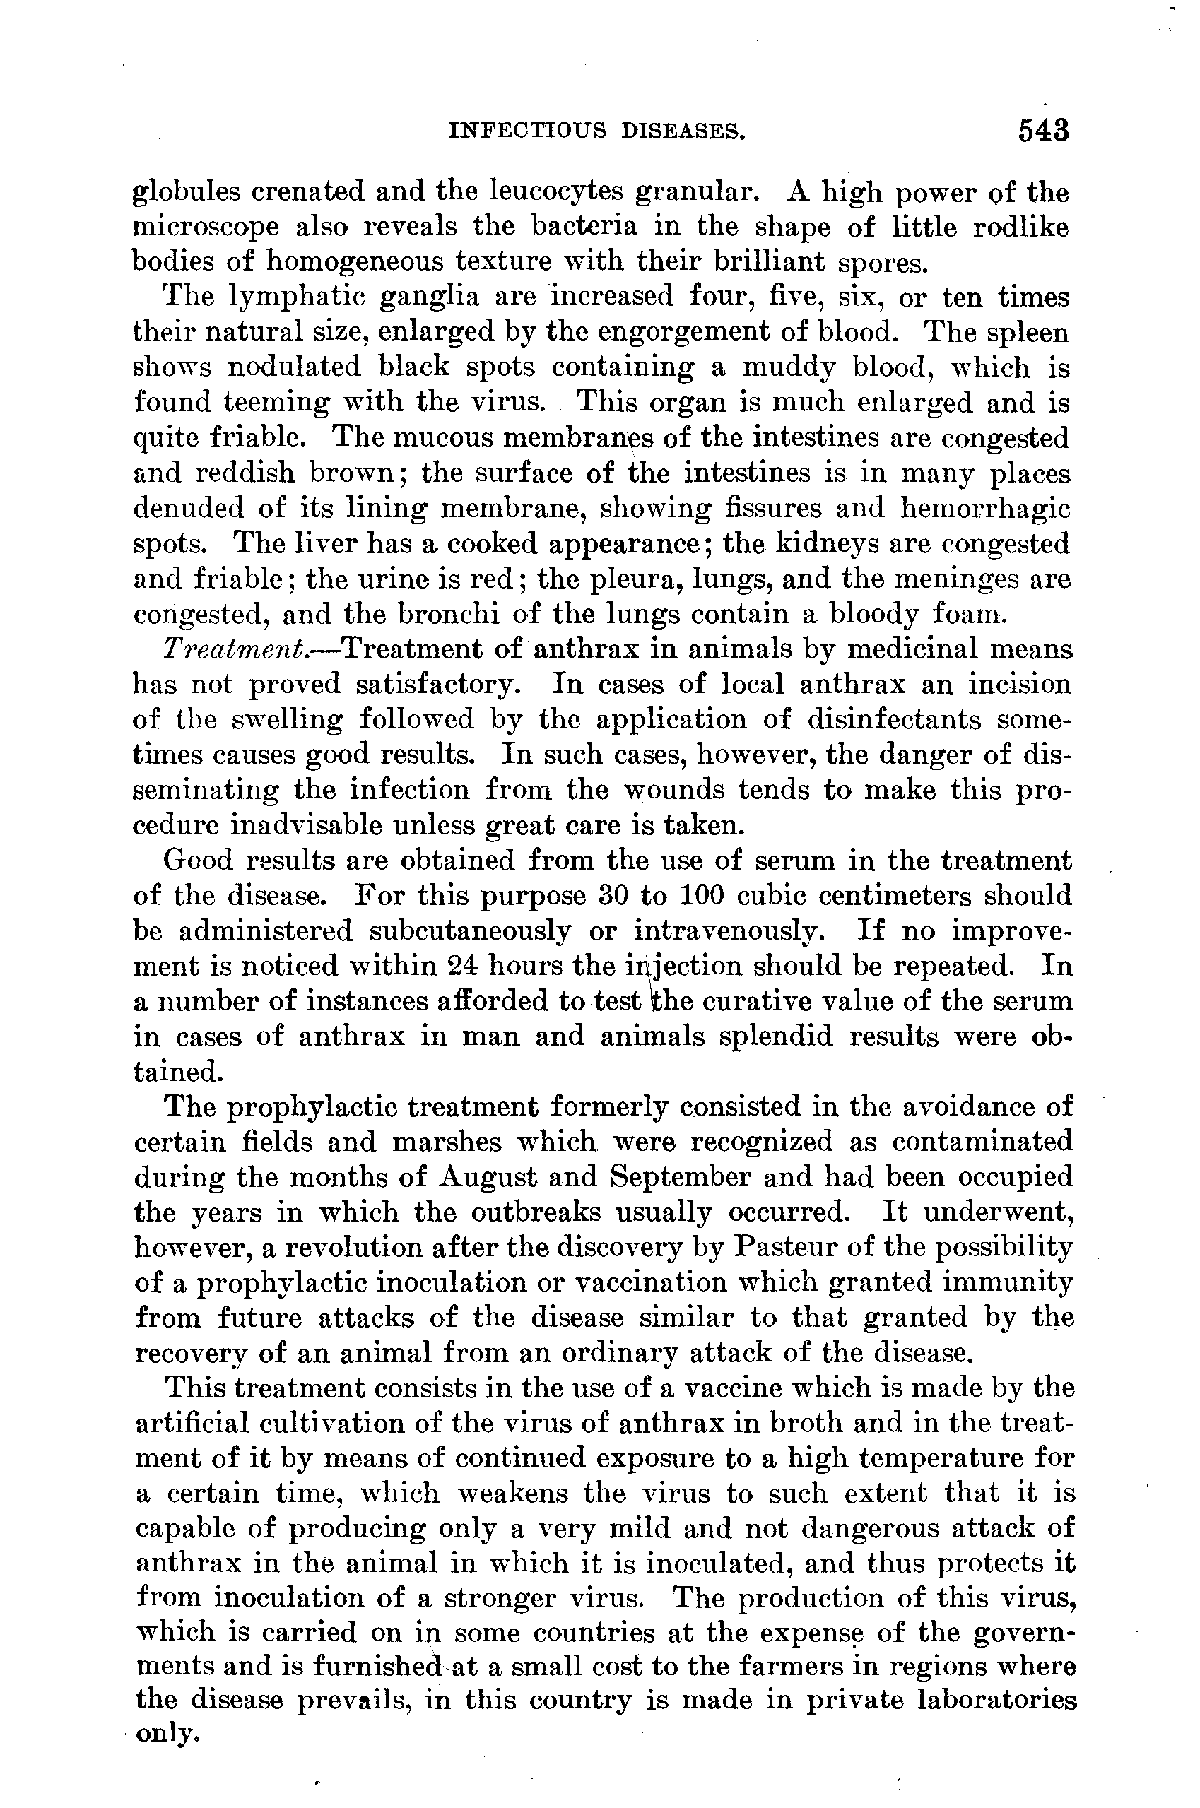 INFECTIOUS DISEASES. 543
globules crenated and the leucocytes granular. A high power of the
microscope also reveals the bacteria in the shape of little rodlike
bodies of homogeneous texture with their brilliant spores.
The lymphatic ganglia are increased four, five, six, or ten times
their natural size, enlarged by the engorgement of blood. The spleen
shows nodulated black spots containing a muddy blood, which is
found teeming with the virus. This organ is much enlarged and is
quite friable. The mucous membranes of the intestines are congested
and reddish brown; the surface of the intestines is in many places
denuded of its lining membrane, showing fissures and hemorrhagic
spots. The liver has a cooked appearance; the kidneys are congested
and friable; the urine is red; the pleura, lungs, and the meninges are
congested, and the bronchi of the lungs contain a bloody foam.
Treatment.—Treatment of anthrax in animals by medicinal means
has not proved satisfactory. In cases of local anthrax an incision
of the swelling followed by the application of disinfectants some-
times causes good results. In such cases, however, the danger of dis-
seminating the infection from the wounds tends to make this pro-
cedure inadvisable unless great care is taken.
Good results are obtained from the use of serum in the treatment
of the disease. For this purpose 30 to 100 cubic centimeters should
be administered subcutaneously or intravenously. If no improve-
ment is noticed within 24 hours the injection should be repeated. In
a number of instances afforded to test the curative value of the serum
in cases of anthrax in man and animals splendid results were ob-
tained.
The prophylactic treatment formerly consisted in the avoidance of
certain fields and marshes which were recognized as contaminated
during the months of August and September and had been occupied
the years in which the outbreaks usually occurred. It underwent,
however, a revolution after the discovery by Pasteur of the possibility
of a prophylactic inoculation or vaccination which granted immunity
from future attacks of the disease similar to that granted by the
recovery of an animal from an ordinary attack of the disease.
This treatment consists in the use of a vaccine which is made by the
artificial cultivation of the virus of anthrax in broth and in the treat-
ment of it by means of continued exposure to a high temperature for
a certain time, which weakens the virus to such extent that it is
capable of producing only a very mild and not dangerous attack of
anthrax in the animal in which it is inoculated, and thus protects it
from inoculation of a stronger virus. The production of this virus,
which is carried on in some countries at the expense of the govern-
ments and is furnished at a small cost to the farmers in regions where
the disease prevails, in this country is made in private laboratories
only.